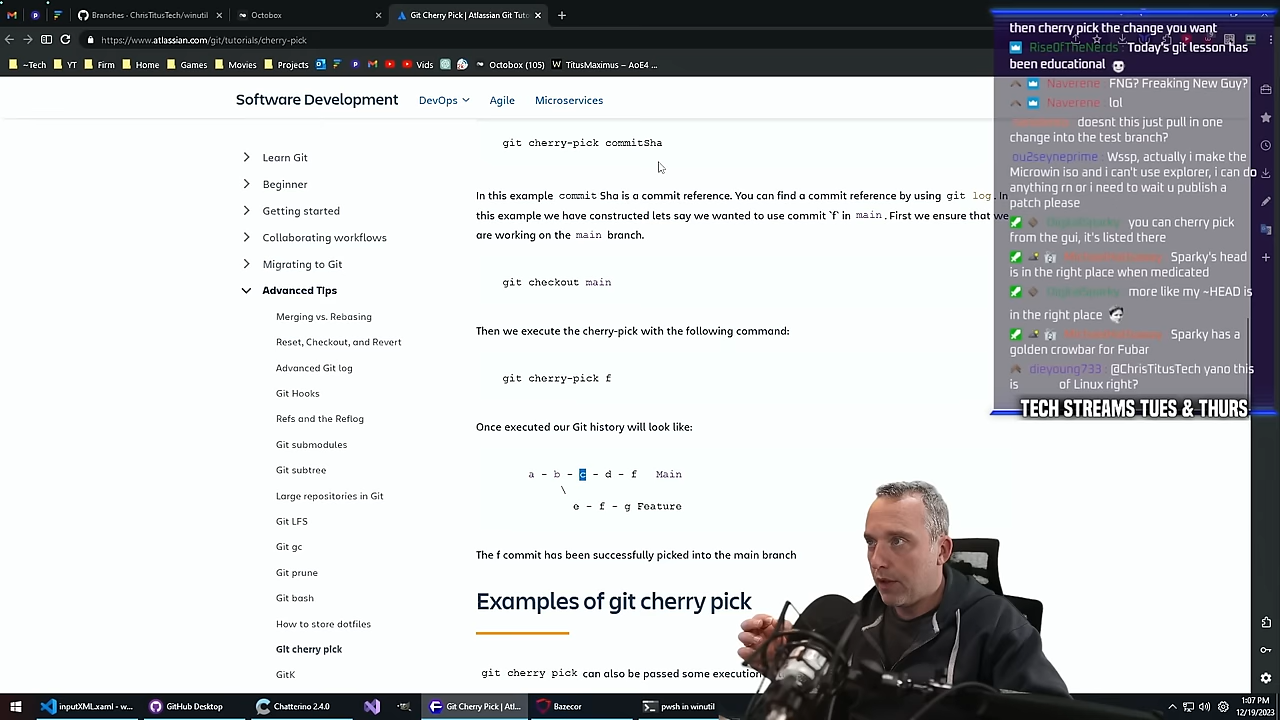 Branches - ChrisTitusTech/winutil
Octobox
Git Cherry Pick | Atlassian Git Tuto
https://www.atlassian.com/git/tutorials/cherry-pick
~Tech
YT
Firm
Home
Games
Movies
Projects
Vids
Octobox (105)
TitusMaximus – AoE4 ...
Software Development
DevOps
Agile
Microservices
Learn Git
Beginner
Getting started
Collaborating workflows
Migrating to Git
Advanced Tips
Merging vs. Rebasing
Reset, Checkout, and Revert
Advanced Git log
Git Hooks
Refs and the Reflog
Git submodules
Git subtree
Large repositories in Git
Git LFS
Git gc
Git prune
Git bash
How to store dotfiles
Git cherry pick
GitK
git cherry-pick commitSha
In this example commit Sha is a commit reference. You can find a commit reference by using git log. In
this example we have constructed lets say we wanted to use commit `f` in main. First we ensure that we
are working on the main branch.
git checkout main
Then we execute the cherry-pick with the following command:
git cherry-pick f
Once executed our Git history will look like:
a - b - c - d - f   Main
\
e - f - g Feature
The f commit has been successfully picked into the main branch
Examples of git cherry pick
git cherry pick can also be passed some execution
then cherry pick the change you want
RiseOfTheNerds: Today's git lesson has
been educational
Naverene: FNG? Freaking New Guy?
Naverene: lol
doesnt this just pull in one
change into the test branch?
ou2seyneprime: Wssp, actually i make the
Microwin iso and i can't use explorer, i can do
anything rn or i need to wait u publish a
patch please
you can cherry pick
from the gui, it's listed there
Sparky's head
is in the right place when medicated
more like my ~HEAD is
in the right place
Sparky has a
golden crowbar for Fubar
dieyoung733: @ChrisTitusTech yano this
is of Linux right?
TECH STREAMS TUES & THURS
inputXML.xaml - w...
GitHub Desktop
Chatterino 2.4.0
Git Cherry Pick | Atl...
Razecor
pwsh in winutil
1:07 PM
12/19/2023